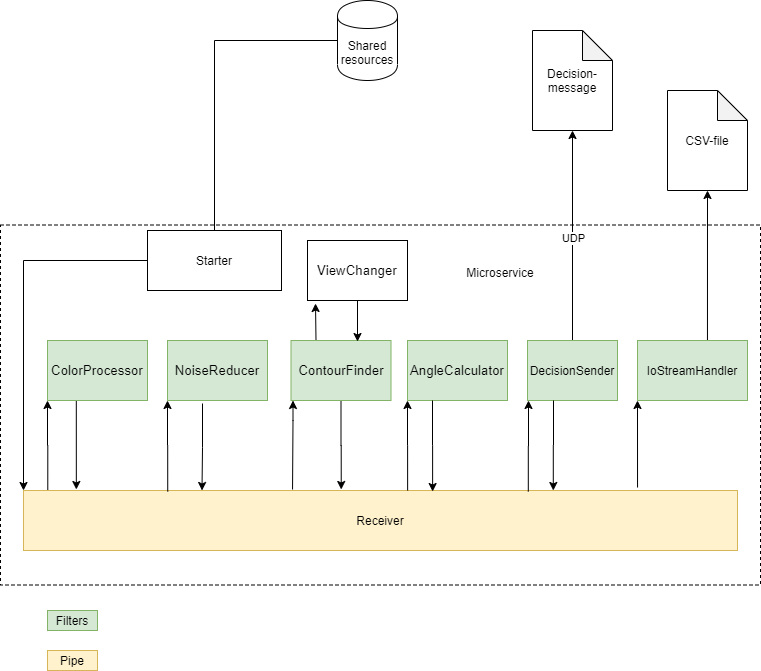 Shared
resources
Decision-
message
CSV-file
UDP
Starter
ViewChanger
Microservice
ColorProcessor
NoiseReducer
ContourFinder
AngleCalculator
DecisionSender
IoStreamHandler
Receiver
Filters
Pipe